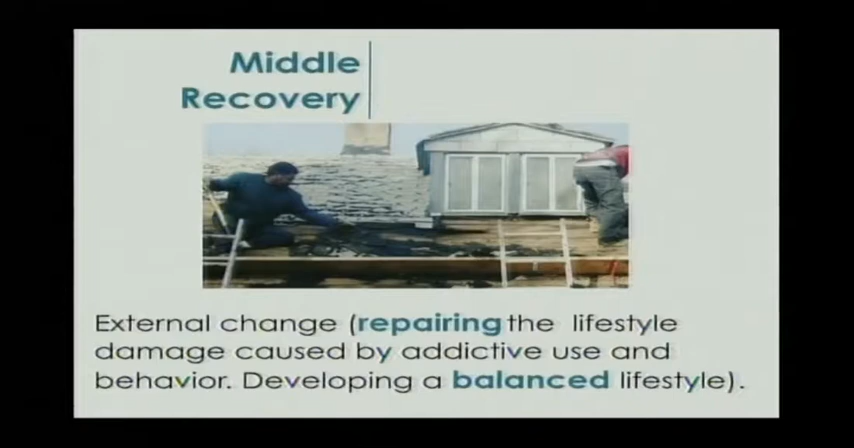 Middle
Recovery
External change (repairing the lifestyle
damage caused by addictive use and
behavior. Developing a balanced lifestyle).